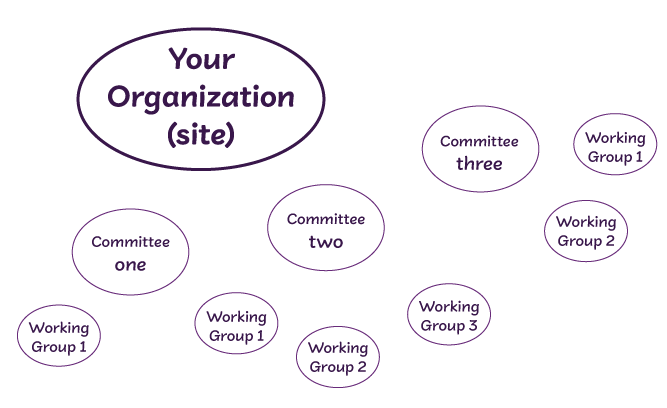 Your
Organization
(site)
Committee
three
Working
Group 1
Committee
two
Working
Group 2
Committee
one
Working
Group 1
Working
Group 1
Working
Group 2
Working
Group 3